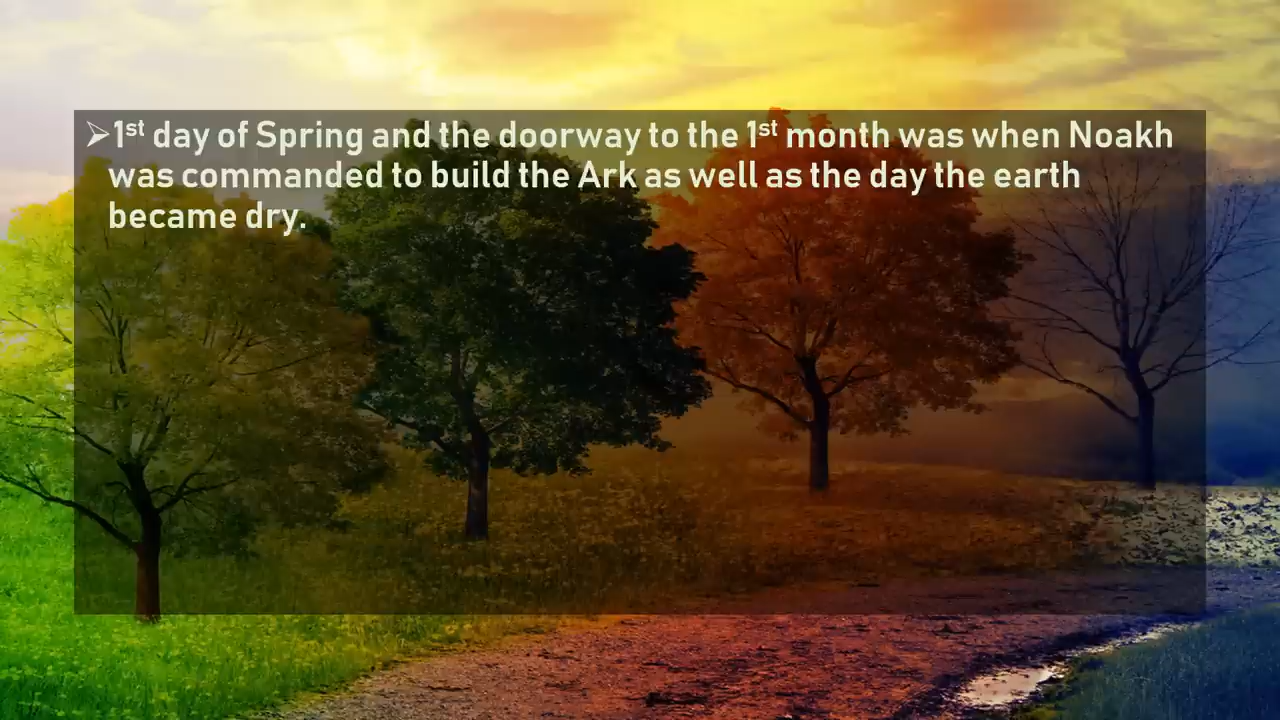 ➢1st day of Spring and the doorway to the 1st month was when Noakh
was commanded to build the Ark as well as the day the earth
became dry.